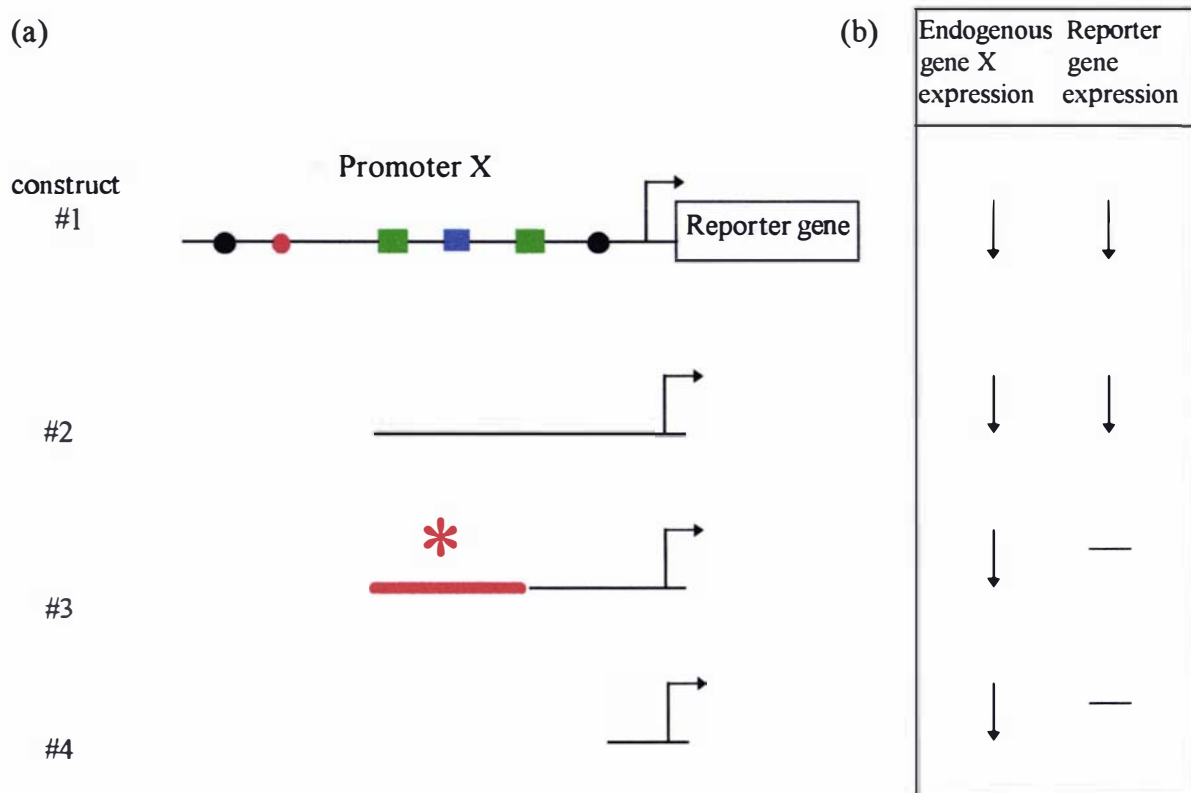 (a)
(b)
Endogenous Reporter
gene X gene
expression expression
Promoter X
construct
#1
Reporter gene
#2
*
#3
#4